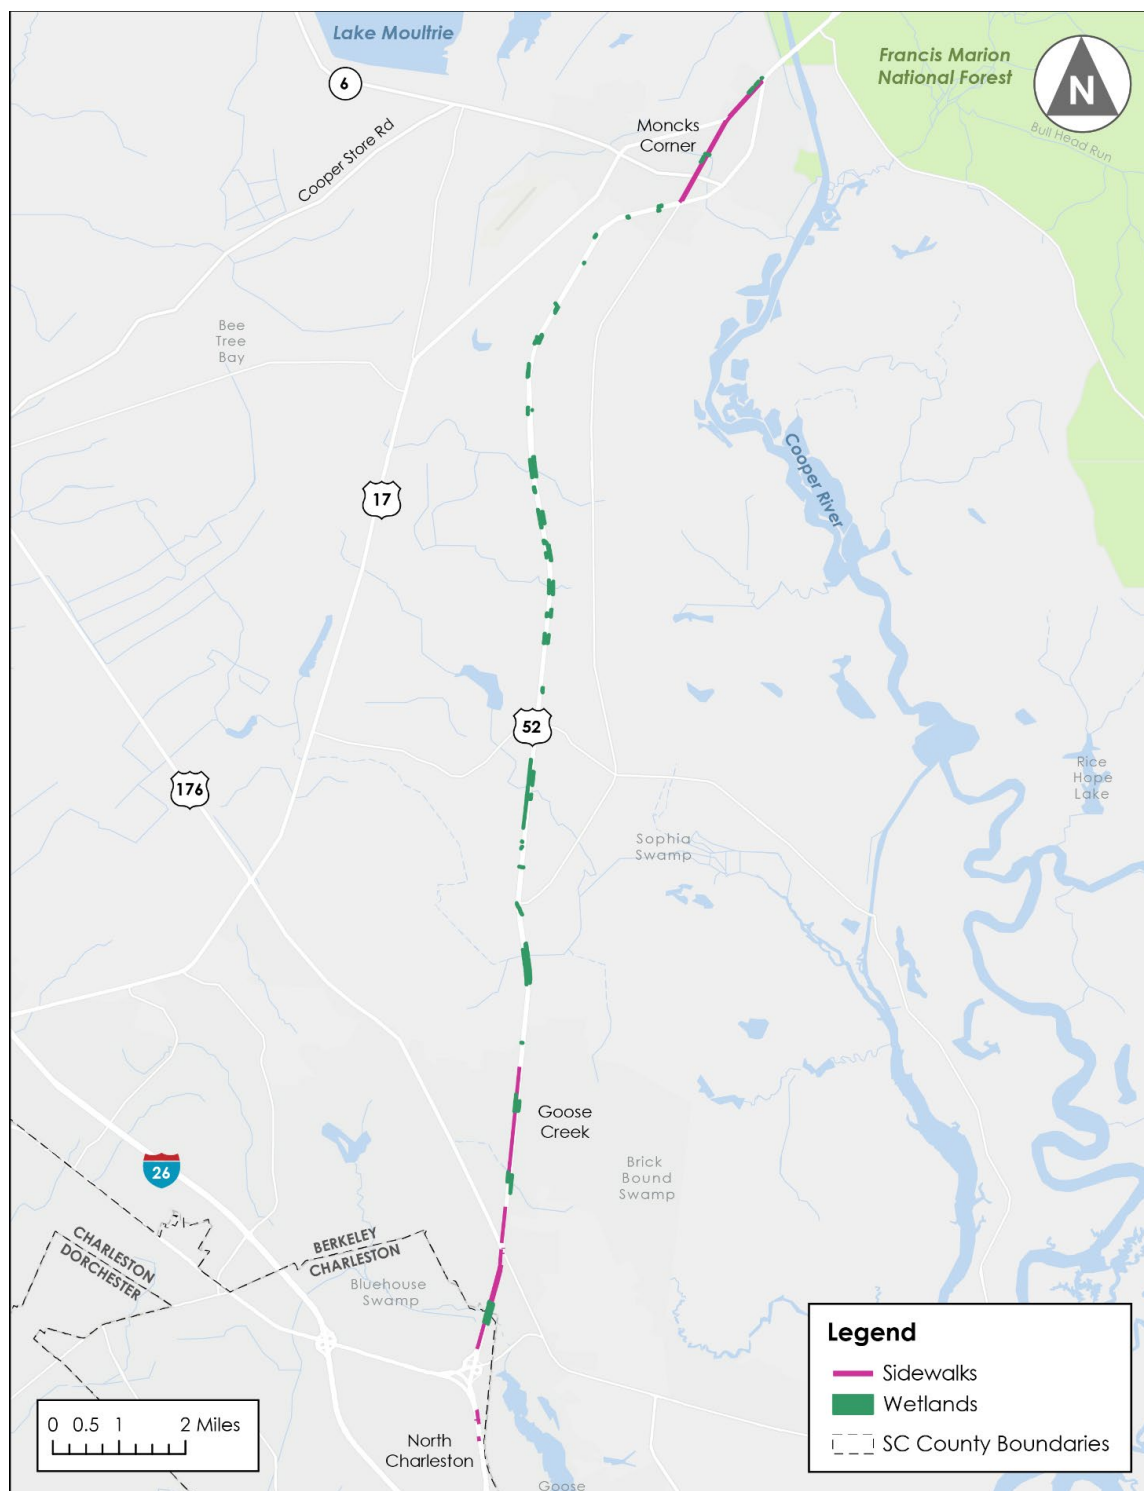 Lake Moultrie
Francis Marion
National Forest
N
6
Moncks
Corner
Bull Head Run
Cooper Store Rd
Bee
Tree
Bay
Cooper River
17
52
176
Rice
Hope
Lake
Sophia
Swamp
Goose
Creek
Brick
Bound
Swamp
26
CHARLESTON
DORCHESTER
BERKELEY
CHARLESTON
Bluehouse
Swamp
North
Charleston
Goose
0 0.5 1 2 Miles
Legend
Sidewalks
Wetlands
SC County Boundaries